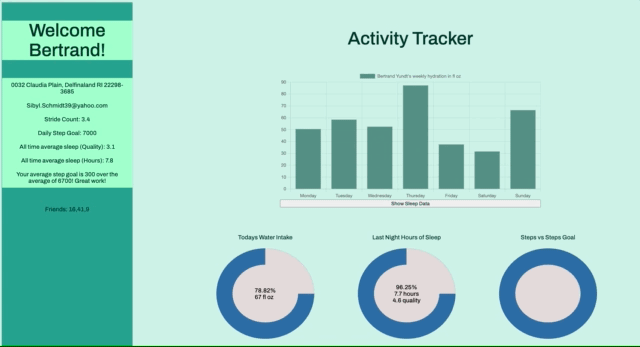 Welcome
Bertrand!
0032 Claudia Plain, Delfinaland RI 22298-
3685
Sibyl.Schmidt39@yahoo.com
Stride Count: 3.4
Daily Step Goal: 7000
All time average sleep (Quality): 3.1
All time average sleep (Hours): 7.8
Your average step goal is 300 over the
average of 6700! Great work!
Friends: 16,41,9
Activity Tracker
Bertrand Yundt's weekly hydration in fl oz
90
80
70
60
50
40
30
20
10
0
Monday Tuesday Wednesday Thursday Friday Saturday Sunday
Show Sleep Data
Todays Water Intake
78.82%
67 fl oz
Last Night Hours of Sleep
96.25%
7.7 hours
4.6 quality
Steps vs Steps Goal